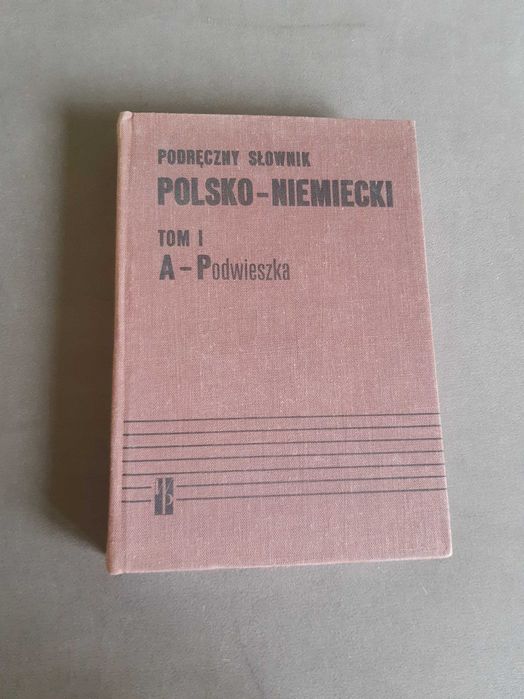 PODRĘCZNY SŁOWNIK
POLSKO-NIEMIECKI
TOM I
A-Podwieszka